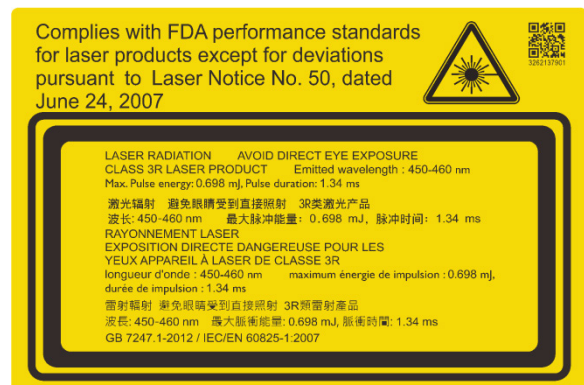 Complies with FDA performance standards
for laser products except for deviations
pursuant to Laser Notice No. 50, dated
June 24, 2007
3262137901
LASER RADIATION AVOID DIRECT EYE EXPOSURE
CLASS 3R LASER PRODUCT Emitted wavelength : 450-460 nm
Max. Pulse energy: 0.698 mJ, Pulse duration: 1.34 ms
激光辐射 避免眼睛受到直接照射 3R类激光产品
波长: 450-460 nm 最大脉冲能量: 0.698 mJ, 脉冲时间: 1.34 ms
RAYONNEMENT LASER
EXPOSITION DIRECTE DANGEREUSE POUR LES
YEUX APPAREIL À LASER DE CLASSE 3R
longueur d'onde : 450-460 nm maximum énergie de impulsion : 0.698 mJ,
durée de impulsion : 1.34 ms
雷射輻射 避免眼睛受到直接照射 3R類雷射產品
波長: 450-460 nm 最大脈衝能量: 0.698 mJ, 脈衝時間: 1.34 ms
GB 7247.1-2012 / IEC/EN 60825-1:2007